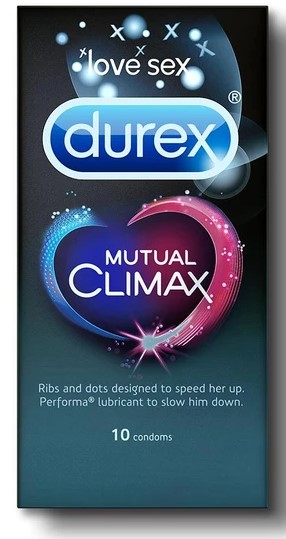 love sex
durex®
MUTUAL
CLIMAX
Ribs and dots designed to speed her up.
Performa® lubricant to slow him down.
10 condoms